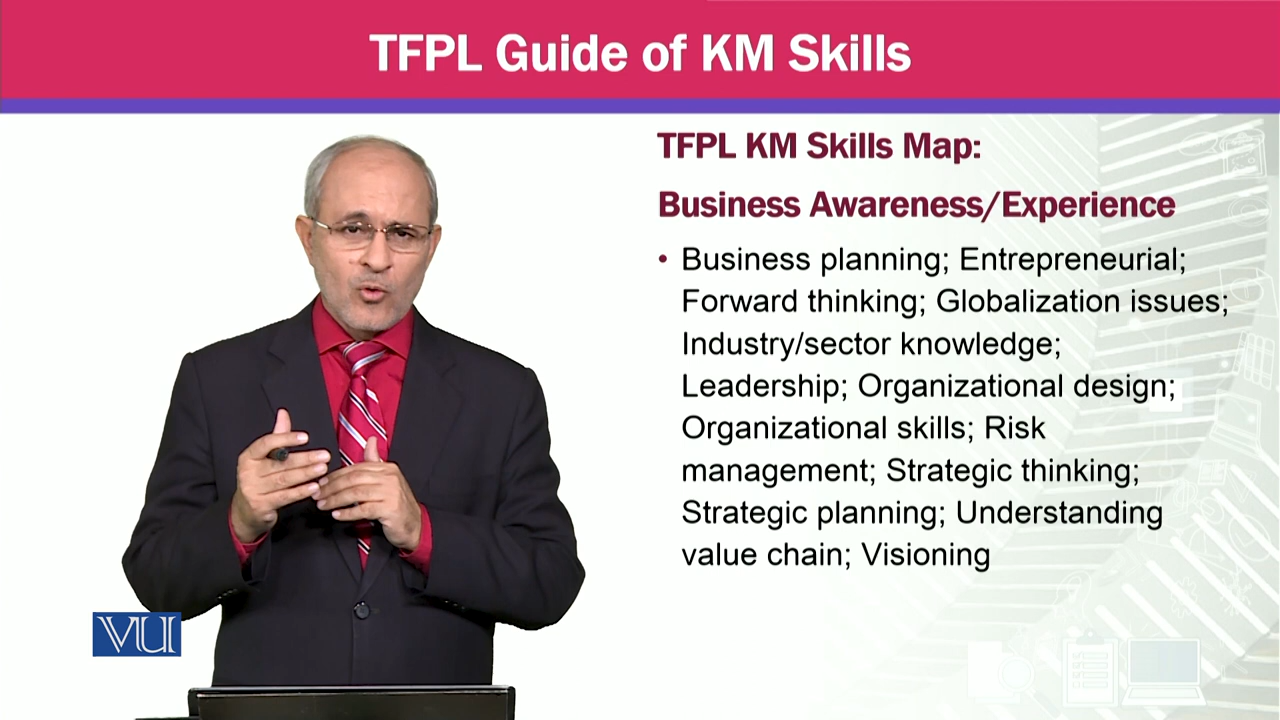 TFPL Guide of KM Skills
TFPL KM Skills Map:
Business Awareness/Experience
• Business planning; Entrepreneurial;
Forward thinking; Globalization issues;
Industry/sector knowledge;
Leadership; Organizational design;
Organizational skills; Risk
management; Strategic thinking;
Strategic planning; Understanding
value chain; Visioning
VU